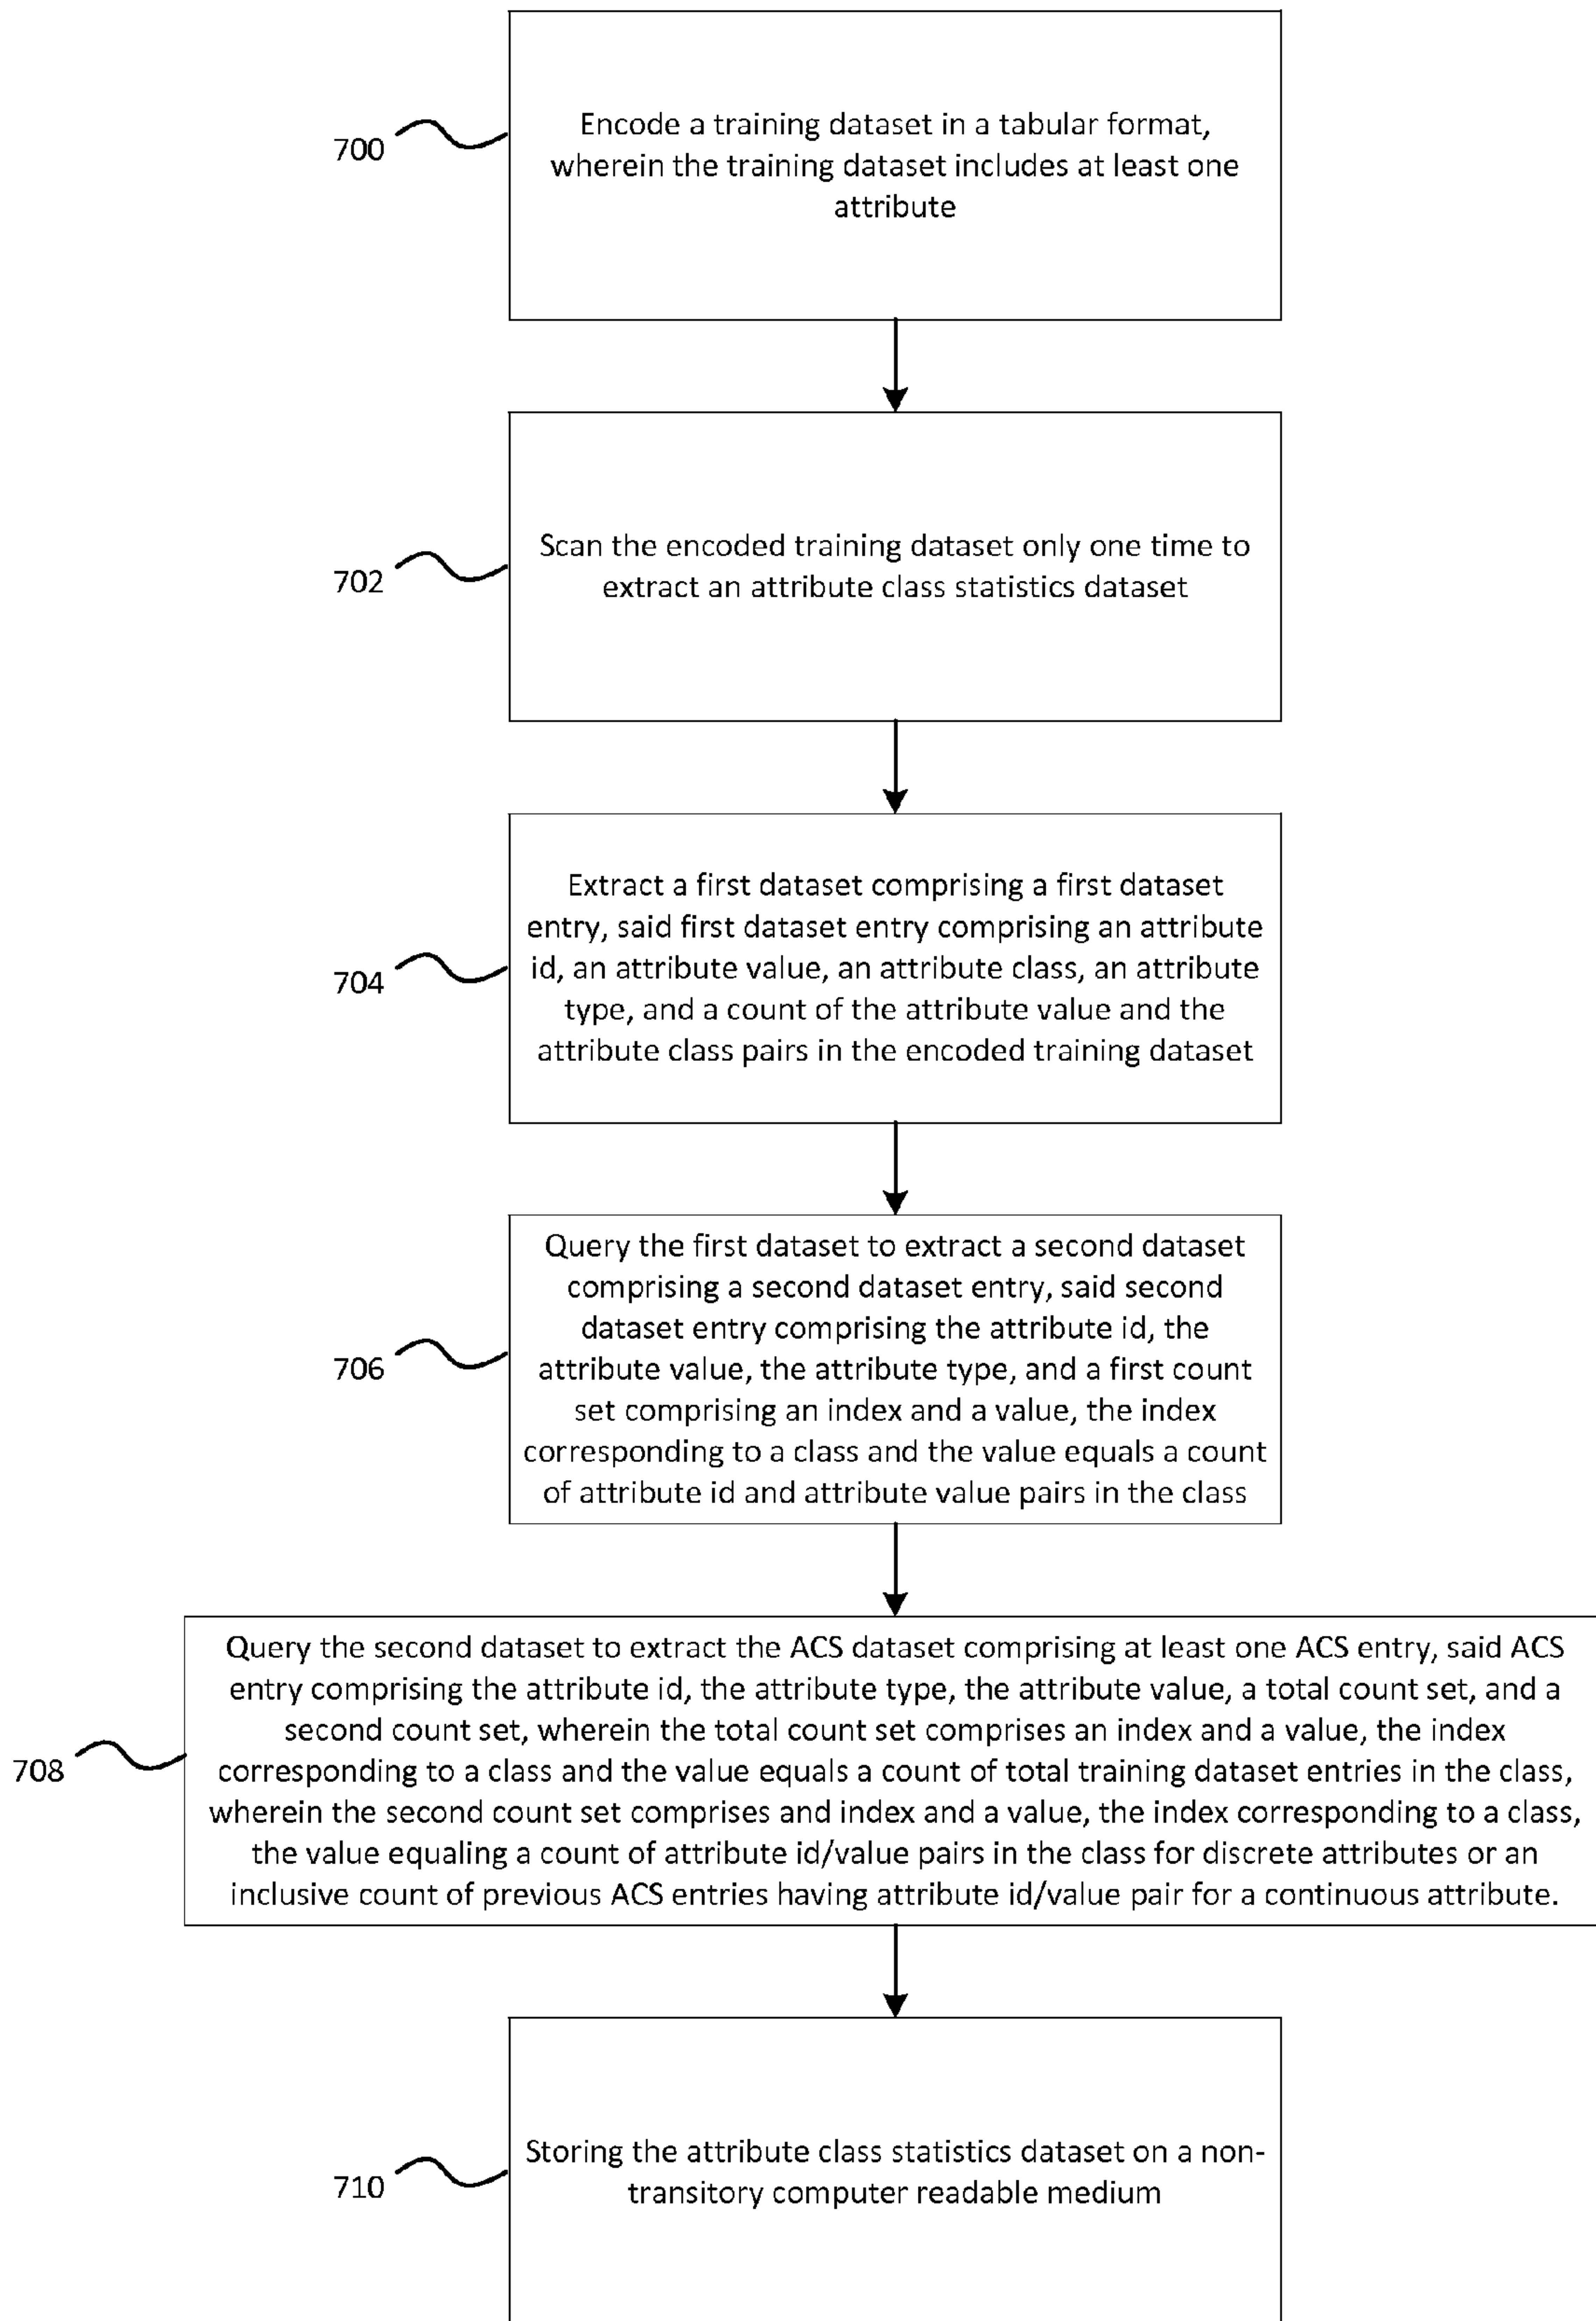 Encode a training dataset in a tabular format,
wherein the training dataset includes at least one
attribute
700
Scan the encoded training dataset only one time to
extract an attribute class statistics dataset
702
Extract a first dataset comprising a first dataset
entry, said first dataset entry comprising an attribute
id, an attribute value, an attribute class, an attribute
type, and a count of the attribute value and the
attribute class pairs in the encoded training dataset
704
Query the first dataset to extract a second dataset
comprising a second dataset entry, said second
dataset entry comprising the attribute id, the
attribute value, the attribute type, and a first count
set comprising an index and a value, the index
corresponding to a class and the value equals a count
of attribute id and attribute value pairs in the class
706
Query the second dataset to extract the ACS dataset comprising at least one ACS entry, said ACS
entry comprising the attribute id, the attribute type, the attribute value, a total count set, and a
second count set, wherein the total count set comprises an index and a value, the index
corresponding to a class and the value equals a count of total training dataset entries in the class,
wherein the second count set comprises and index and a value, the index corresponding to a class,
the value equaling a count of attribute id/value pairs in the class for discrete attributes or an
inclusive count of previous ACS entries having attribute id/value pair for a continuous attribute.
708
Storing the attribute class statistics dataset on a non-
transitory computer readable medium
710